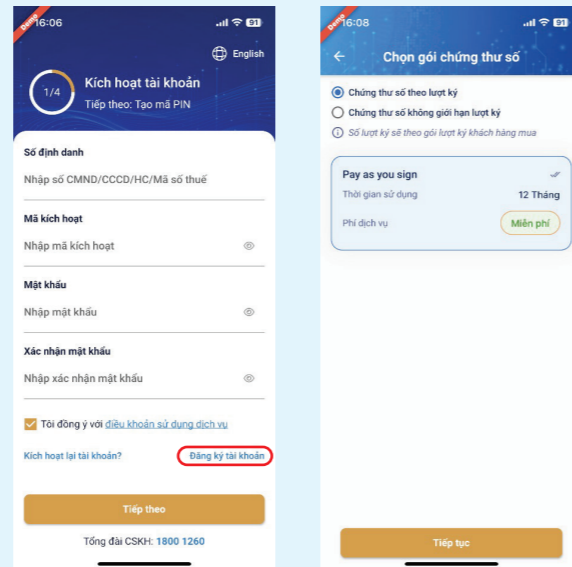 Demo
16:06
91
English
1/4
Kích hoạt tài khoản
Tiếp theo: Tạo mã PIN
Số định danh
Nhập số CMND/CCCD/HC/Mã số thuế
Mã kích hoạt
Nhập mã kích hoạt
Mật khẩu
Nhập mật khẩu
Xác nhận mật khẩu
Nhập xác nhận mật khẩu
Tôi đồng ý với điều khoản sử dụng dịch vụ
Kích hoạt lại tài khoản? Đăng ký tài khoản
Tiếp theo
Tổng đài CSKH: 1800 1260
Demo
16:08
91
Chọn gói chứng thư số
Chứng thư số theo lượt ký
Chứng thư số không giới hạn lượt ký
Số lượt ký sẽ theo gói lượt ký khách hàng mua
Pay as you sign
Thời gian sử dụng 12 Tháng
Phí dịch vụ Miễn phí
Tiếp tục